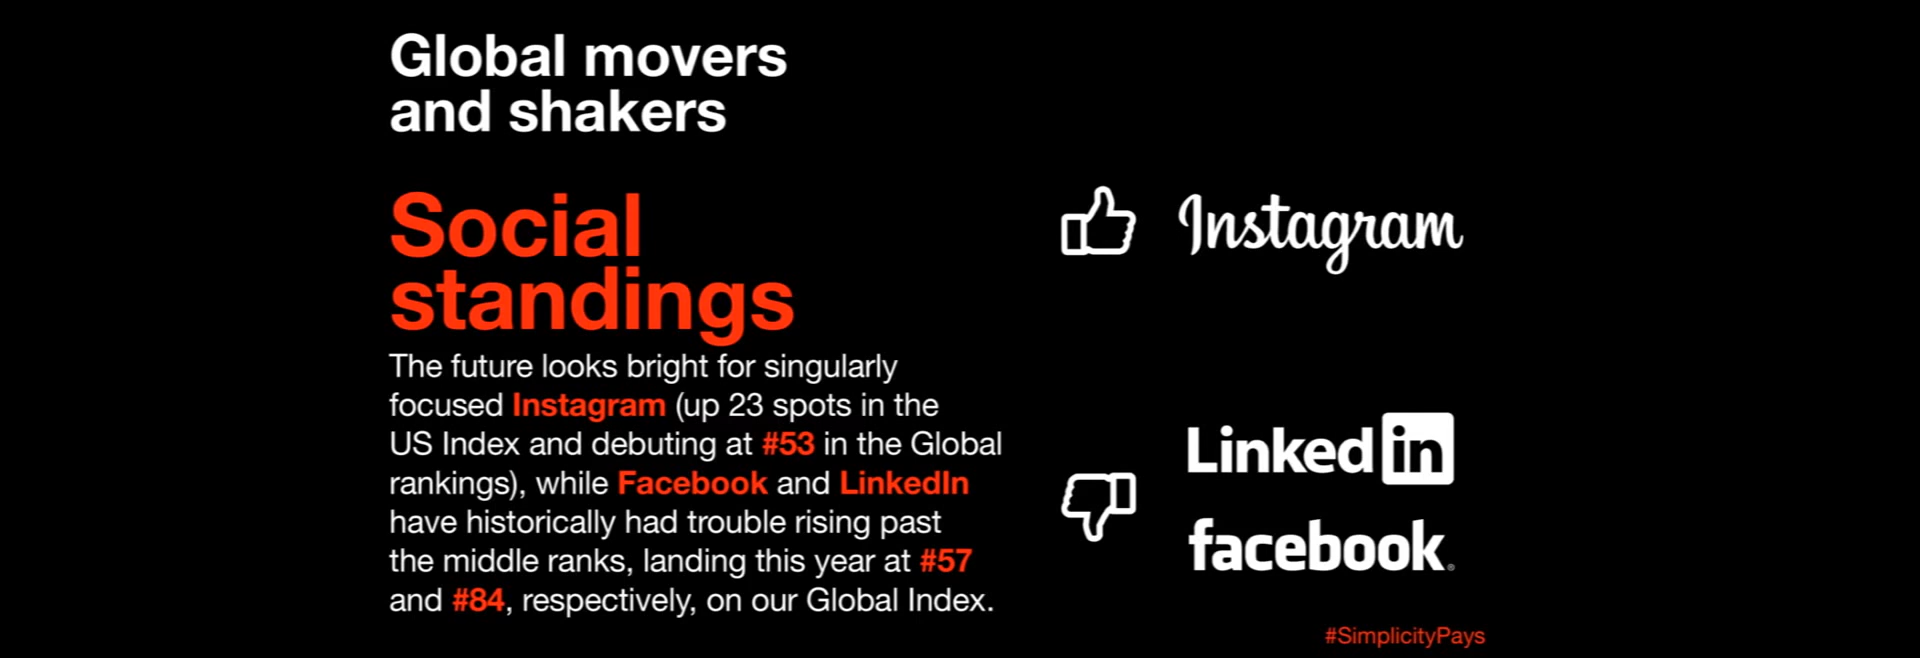 Global movers
and shakers
Social
standings
The future looks bright for singularly
focused Instagram (up 23 spots in the
US Index and debuting at #53 in the Global
rankings), while Facebook and LinkedIn
have historically had trouble rising past
the middle ranks, landing this year at #57
and #84, respectively, on our Global Index.
Instagram
Linkedin
facebook®
#SimplicityPays